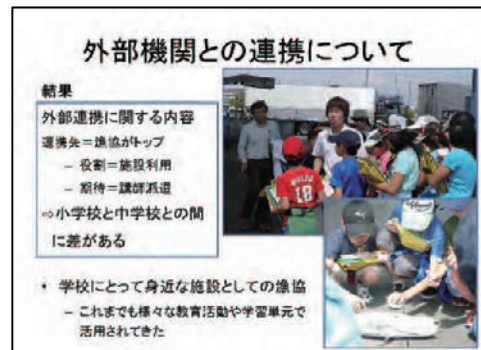 外部機関との連携について
結果
外部連携に関する内容
連携先＝漁協がトップ
– 役割＝施設利用
– 期待＝講師派遣
⇨小学校と中学校との間
に差がある
• 学校にとって身近な施設としての漁協
– これまでも様々な教育活動や学習単元で
活用されてきた
18